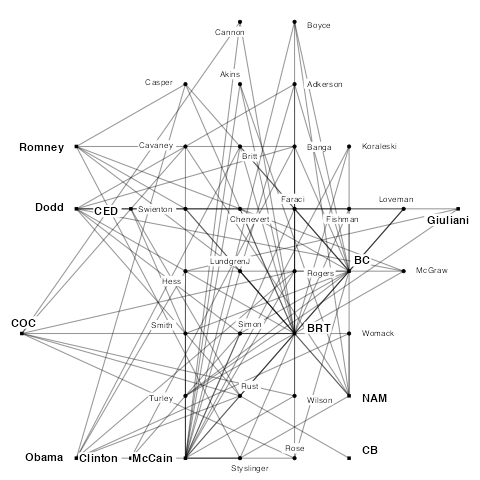 Boyce
Cannon
Akins
Casper
Adkerson
Romney
Cavaney
Britt
Banga
Koraleski
Dodd
CED
Swienton
Faraci
Chenevert
Fishman
Loveman
Giuliani
LundgrenJ
BC
Hess
Rogers
McGraw
COC
Smith
Simon
BRT
Womack
Rust
Turley
Wilson
NAM
Obama
Clinton
McCain
Styslinger
Rose
CB